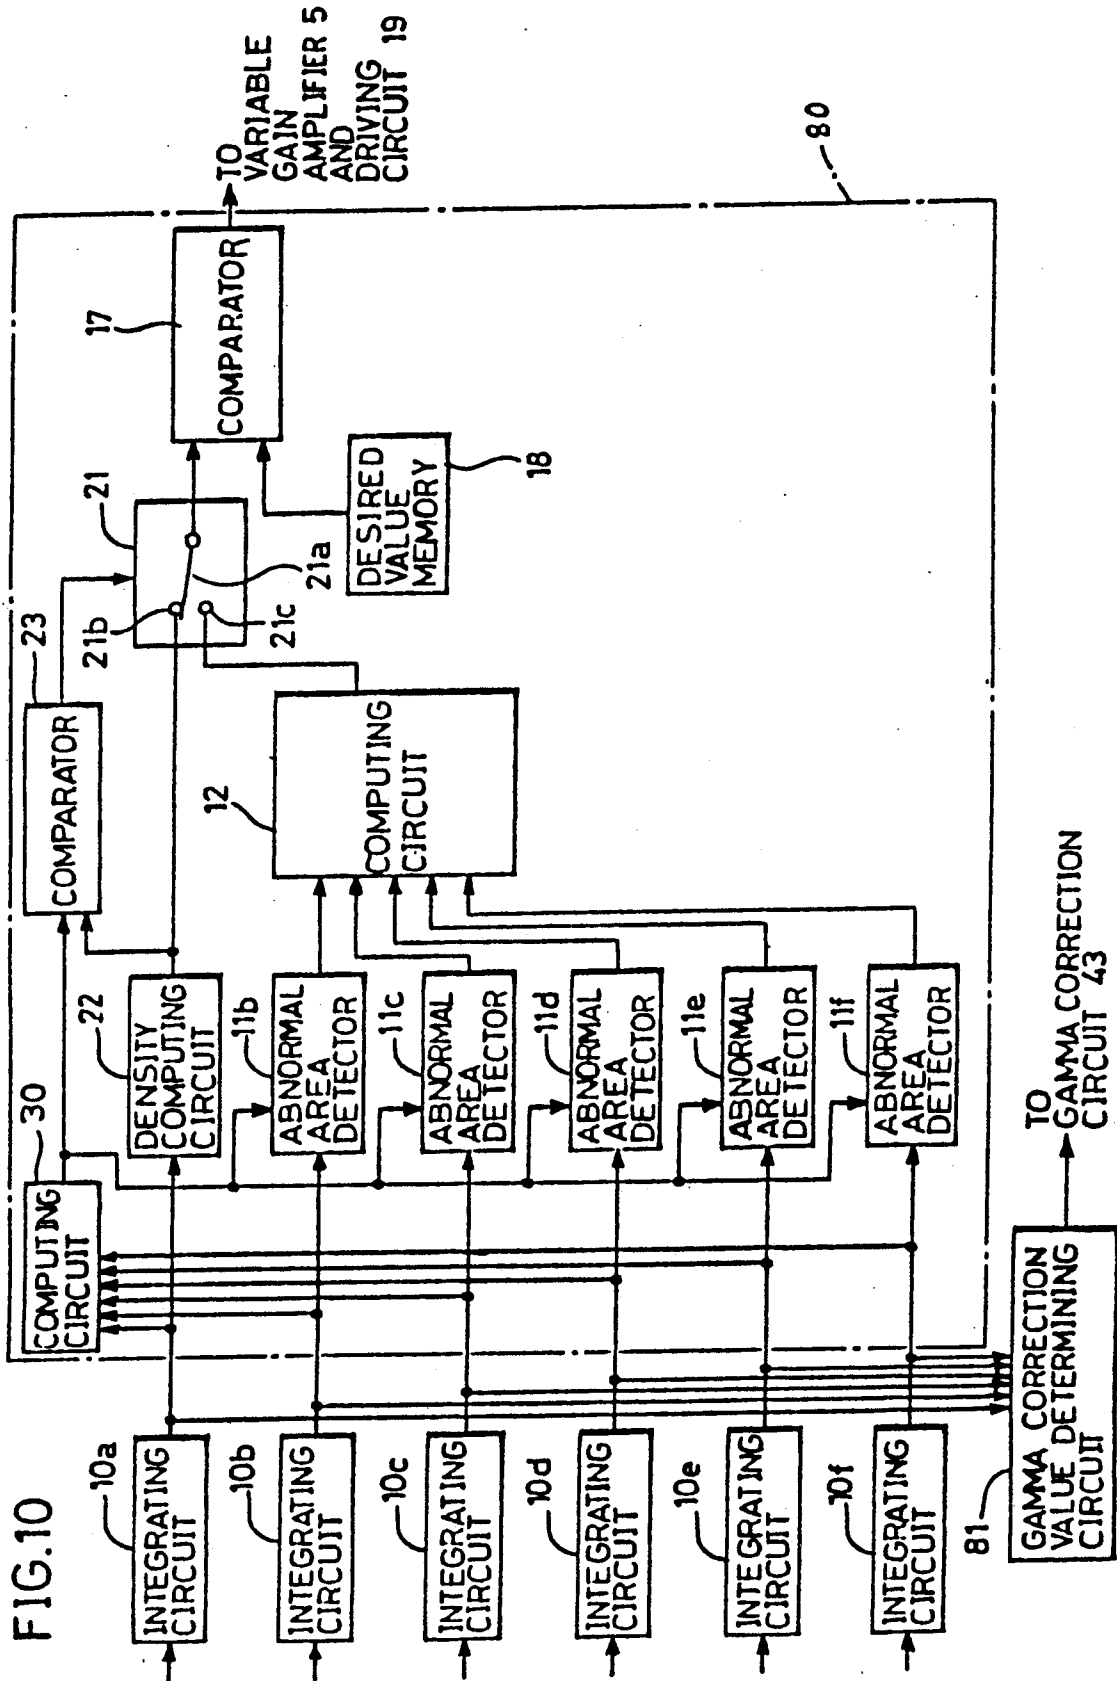 FIG.10
10a
INTEGRATING
CIRCUIT
10b
INTEGRATING
CIRCUIT
10c
INTEGRATING
CIRCUIT
10d
INTEGRATING
CIRCUIT
10e
INTEGRATING
CIRCUIT
10f
INTEGRATING
CIRCUIT
30
COMPUTING
CIRCUIT
22
DENSITY
COMPUTING
CIRCUIT
11b
ABNORMAL
AREA
DETECTOR
11c
ABNORMAL
AREA
DETECTOR
11d
ABNORMAL
AREA
DETECTOR
11e
ABNORMAL
AREA
DETECTOR
11f
ABNORMAL
AREA
DETECTOR
23
COMPARATOR
12
COMPUTING
CIRCUIT
21
21b
21a
21c
DESIRED
VALUE
MEMORY
18
17
COMPARATOR
TO
VARIABLE
GAIN
AMPLIFIER 5
AND
DRIVING
CIRCUIT 19
80
81
GAMMA CORRECTION
VALUE DETERMINING
CIRCUIT
TO
GAMMA CORRECTION
CIRCUIT 43